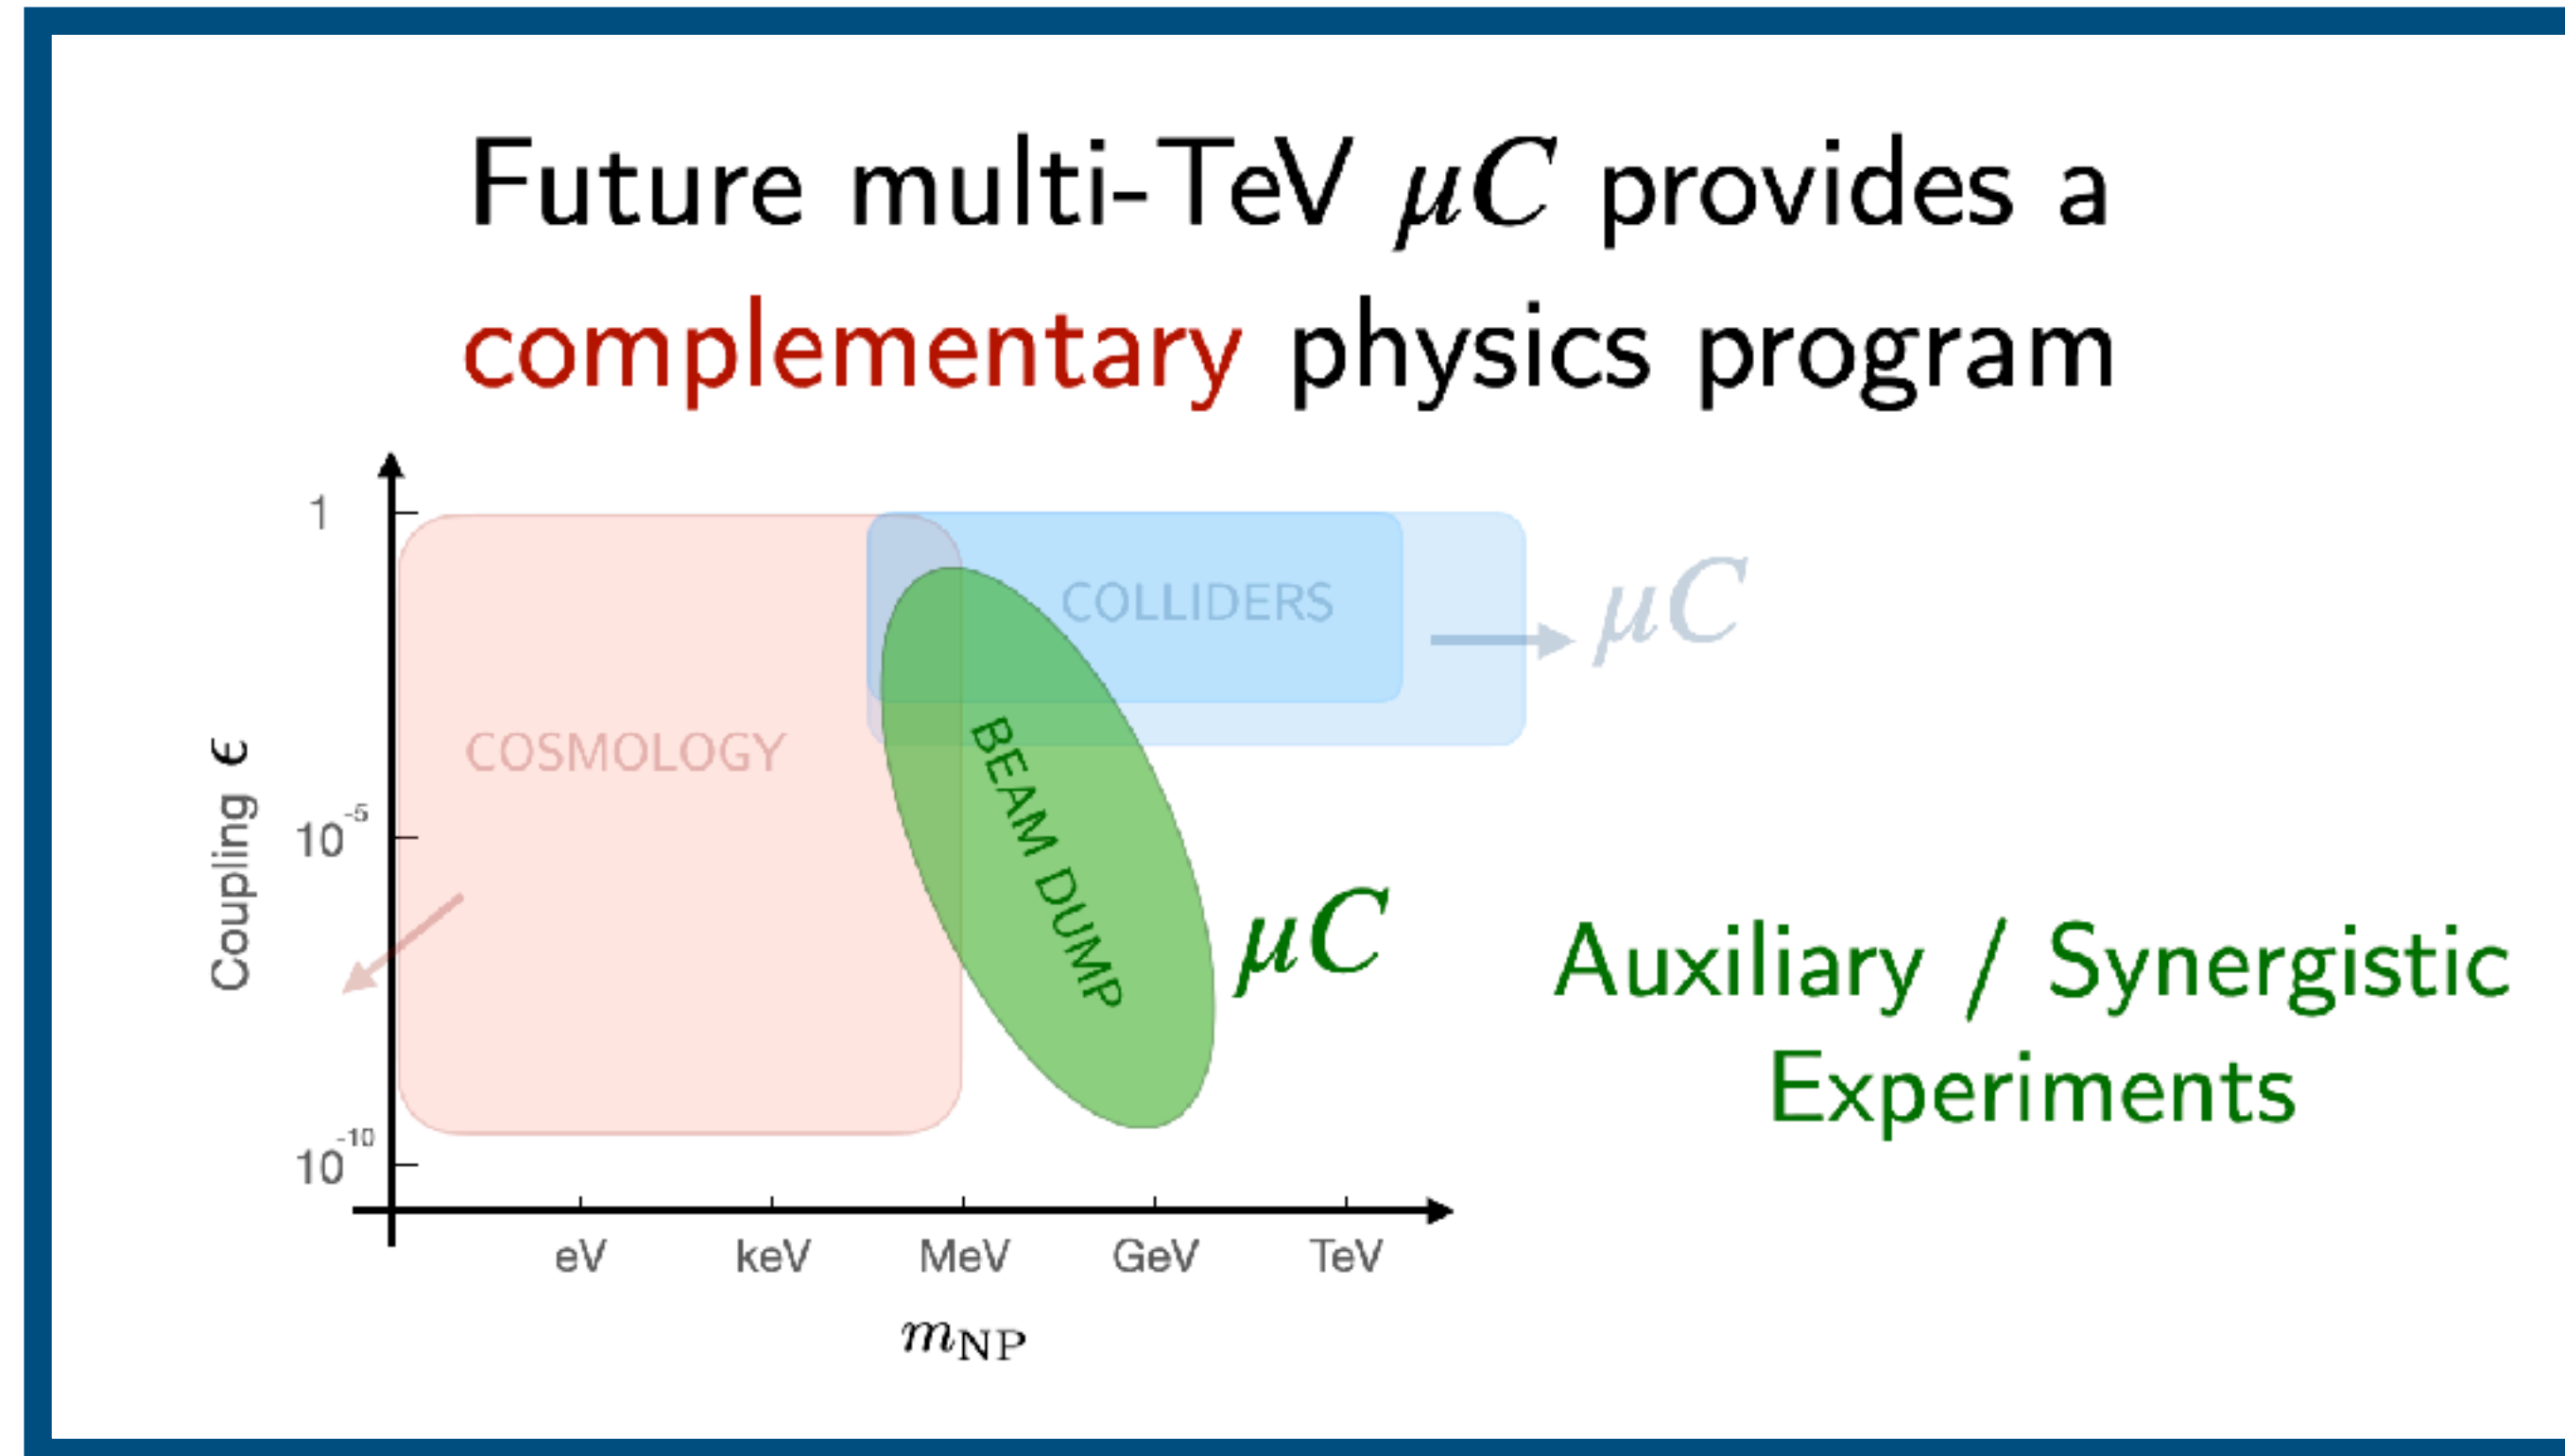 Future multi-TeV μC provides a
complementary physics program
1
COLLIDERS
μC
COSMOLOGY
Coupling ϵ
BEAM DUMP
10^-5
μC
Auxiliary / Synergistic
Experiments
10^-10
eV keV MeV GeV TeV
m_NP